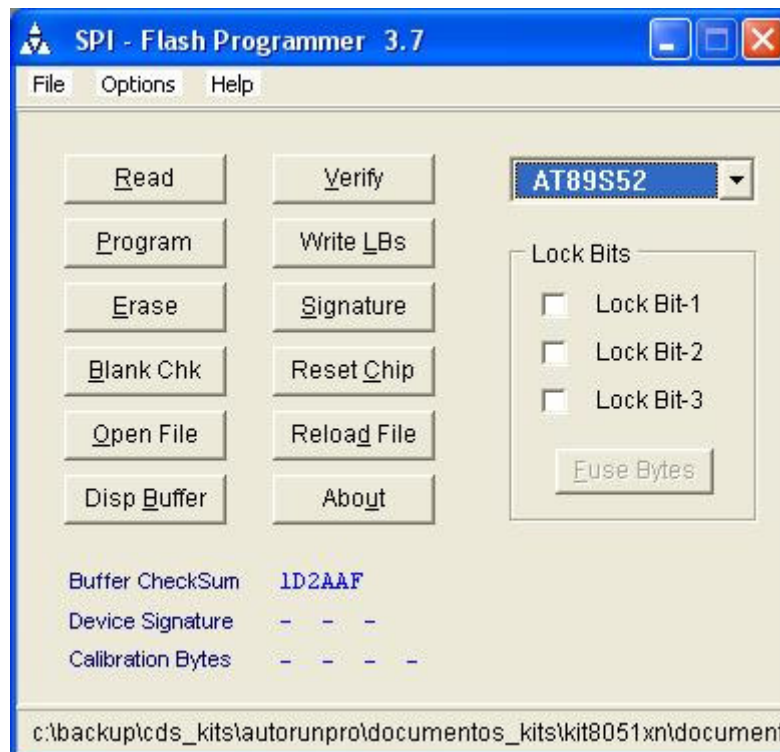 SPI - Flash Programmer 3.7
File Options Help
Read Verify AT89S52
Program Write LBs Lock Bits
Erase Signature Lock Bit-1
Blank Chk Reset Chip Lock Bit-2
Lock Bit-3
Open File Reload File
Fuse Bytes
Disp Buffer About
Buffer CheckSum 1D2AAF
Device Signature - - -
Calibration Bytes - - - -
c:\backup\cds_kits\autorunpro\documentos_kits\kit8051xn\document